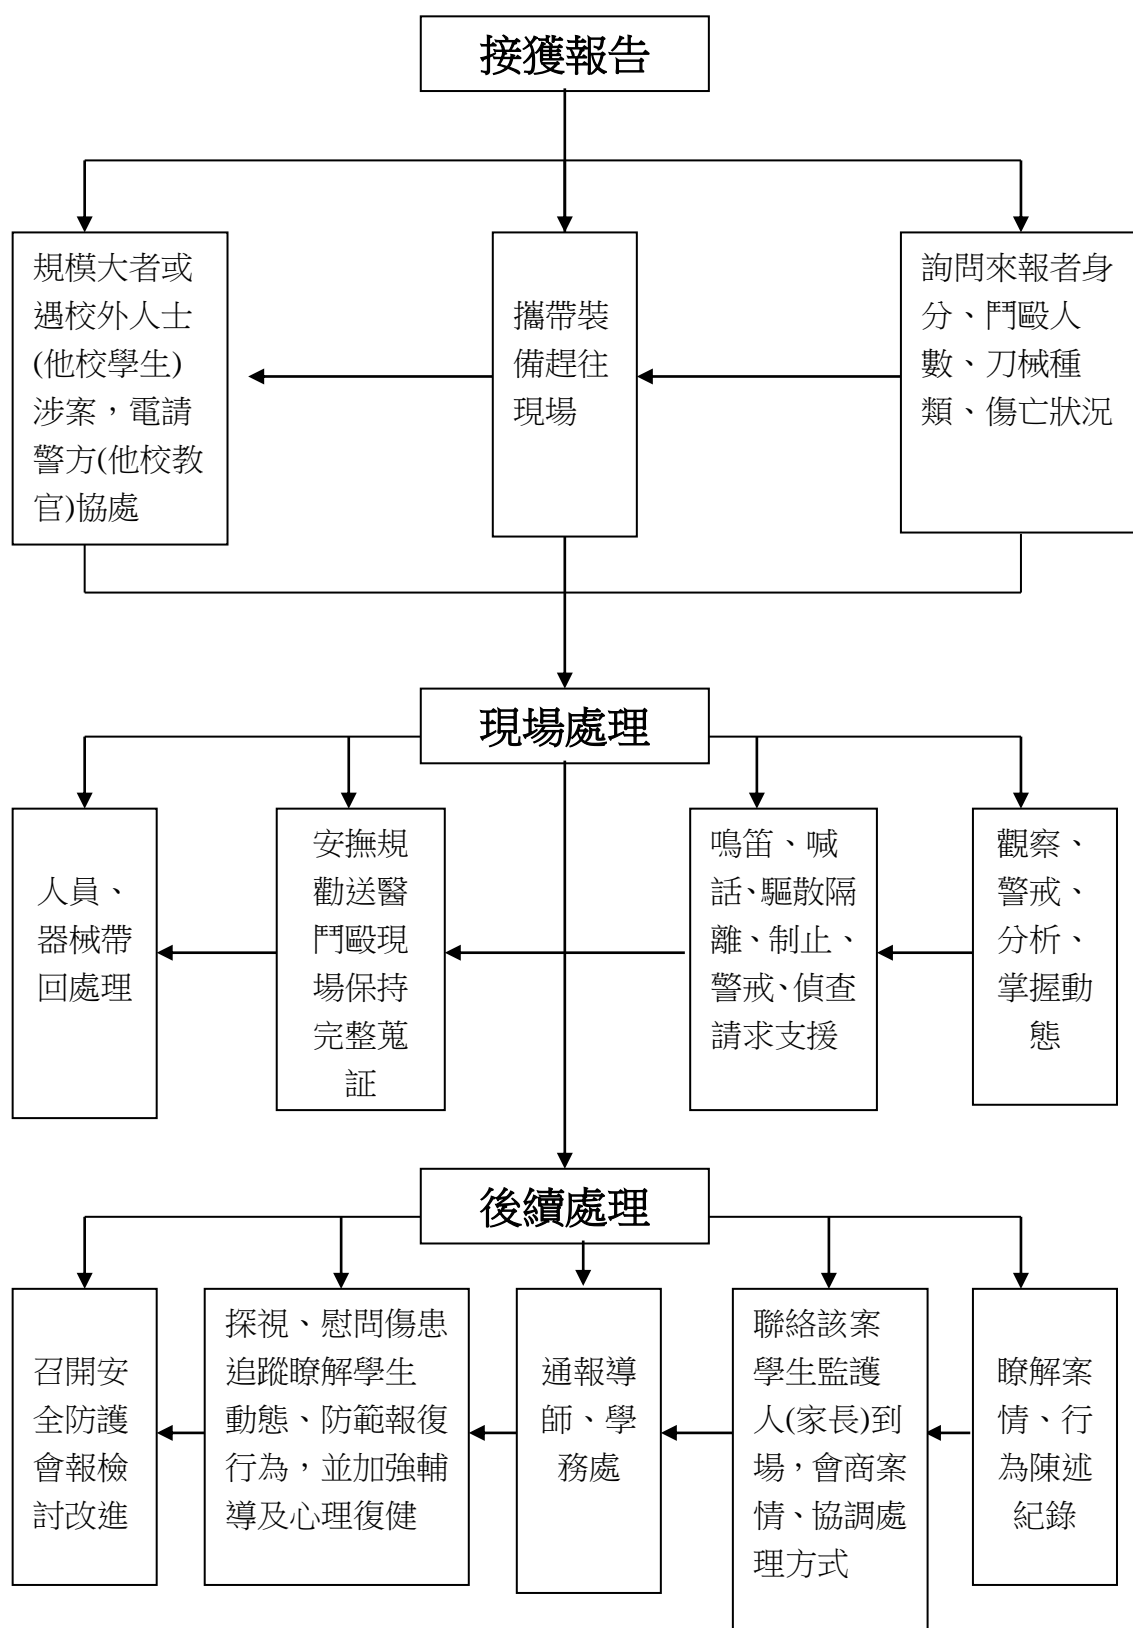 接獲報告
規模大者或
遇校外人士
(他校學生)
涉案，電請
警方(他校教
官)協處
攜帶裝
備趕往
現場
詢問來報者身
分、鬥毆人
數、刀械種
類、傷亡狀況
現場處理
人員、
器械帶
回處理
安撫規
勸送醫
鬥毆現
場保持
完整蒐
証
鳴笛、喊
話、驅散隔
離、制止、
警戒、偵查
請求支援
觀察、
警戒、
分析、
掌握動
態
後續處理
召開安
全防護
會報檢
討改進
探視、慰問傷患
追蹤瞭解學生
動態、防範報復
行為，並加強輔
導及心理復健
通報導
師、學
務處
聯絡該案
學生監護
人(家長)到
場，會商案
情、協調處
理方式
瞭解案
情、行
為陳述
紀錄